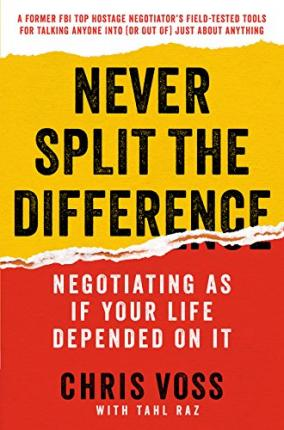 A FORMER FBI TOP HOSTAGE NEGOTIATOR'S FIELD-TESTED TOOLS
FOR TALKING ANYONE INTO (OR OUT OF) JUST ABOUT ANYTHING
NEVER
SPLIT THE
DIFFERENCE
NEGOTIATING AS
IF YOUR LIFE
DEPENDED ON IT
CHRIS VOSS
WITH TAHL RAZ